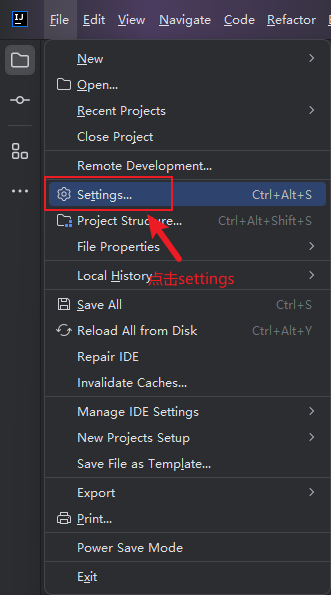 IJ
File Edit View Navigate Code Refactor
New
Open...
Recent Projects
Close Project
Remote Development...
Settings... Ctrl+Alt+S
Project Structure... Ctrl+Alt+Shift+S
File Properties
Local History
点击settings
Save All Ctrl+S
Reload All from Disk Ctrl+Alt+Y
Repair IDE
Invalidate Caches...
Manage IDE Settings
New Projects Setup
Save File as Template...
Export
Print...
Power Save Mode
Exit